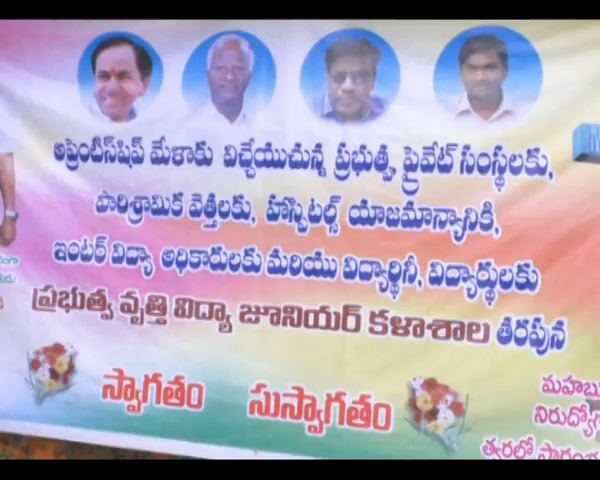 అప్రెంటీస్‌షిప్ మేళాకు విచ్చేయుచున్న ప్రభుత్వ, ప్రైవేట్ సంస్థలకు,
పారిశ్రామిక వెత్తలకు, హాస్పిటల్స్ యాజమాన్యానికి,
ఇంటర్ విద్యా అధికారులకు మరియు విద్యార్థినీ, విద్యార్థులకు
ప్రభుత్వ వృత్తి విద్యా జూనియర్ కళాశాల తరపున
స్వాగతం సుస్వాగతం